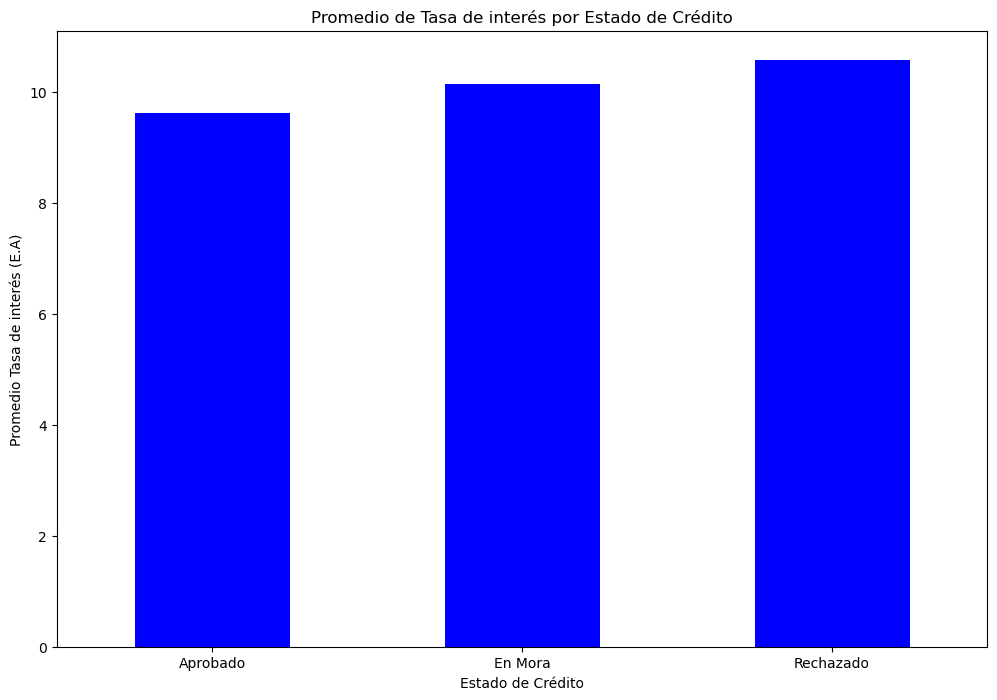 Promedio de Tasa de interés por Estado de Crédito
Promedio Tasa de interés (E.A)
10
8
6
4
2
0
Aprobado
En Mora
Rechazado
Estado de Crédito